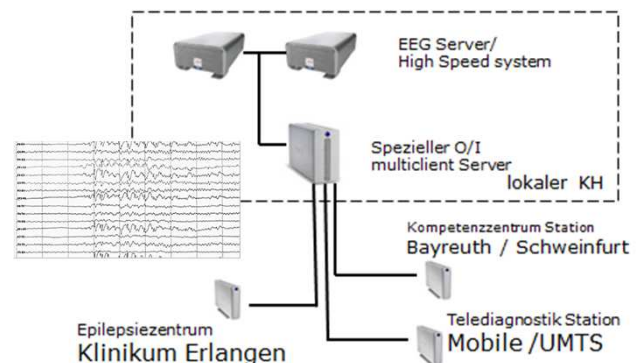 EEG Server/
High Speed system
Spezieller O/I
multiclient Server
lokaler KH
Kompetenzzentrum Station
Bayreuth / Schweinfurt
Telediagnostik Station
Mobile /UMTS
Epilepsiezentrum
Klinikum Erlangen